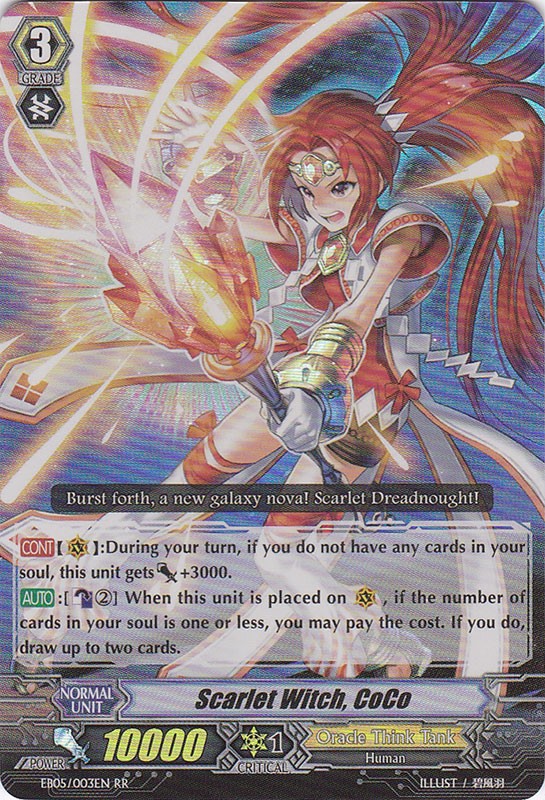 3
GRADE
Burst forth, a new galaxy nova! Scarlet Dreadnought!
CONT【 】:During your turn, if you do not have any cards in your
soul, this unit gets +3000.
AUTO:[ ②] When this unit is placed on , if the number of
cards in your soul is one or less, you may pay the cost. If you do,
draw up to two cards.
NORMAL
UNIT
Scarlet Witch, CoCo
POWER
10000
1
CRITICAL
Oracle Think Tank
Human
EB05/003EN RR
ILLUST / 碧風羽